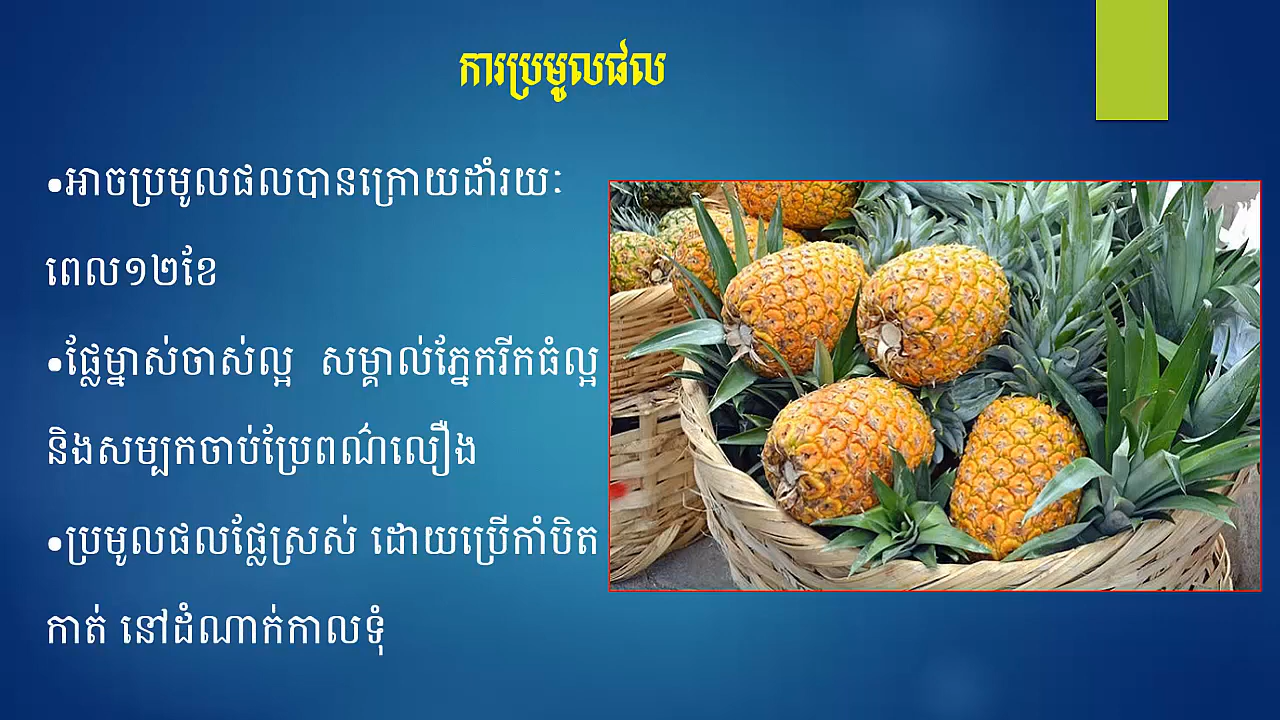 ការប្រមូលផល
•អាចប្រមូលផលបានក្រោយដាំរយៈ
ពេល១២ខែ
•ផ្លែម្នាស់ចាស់ល្អ សម្គាល់ភ្នែករីកធំល្អ
និងសម្បកចាប់ប្រែពណ៌លឿង
•ប្រមូលផលផ្លែស្រស់ ដោយប្រើកាំបិត
កាត់ នៅដំណាក់កាលទុំ